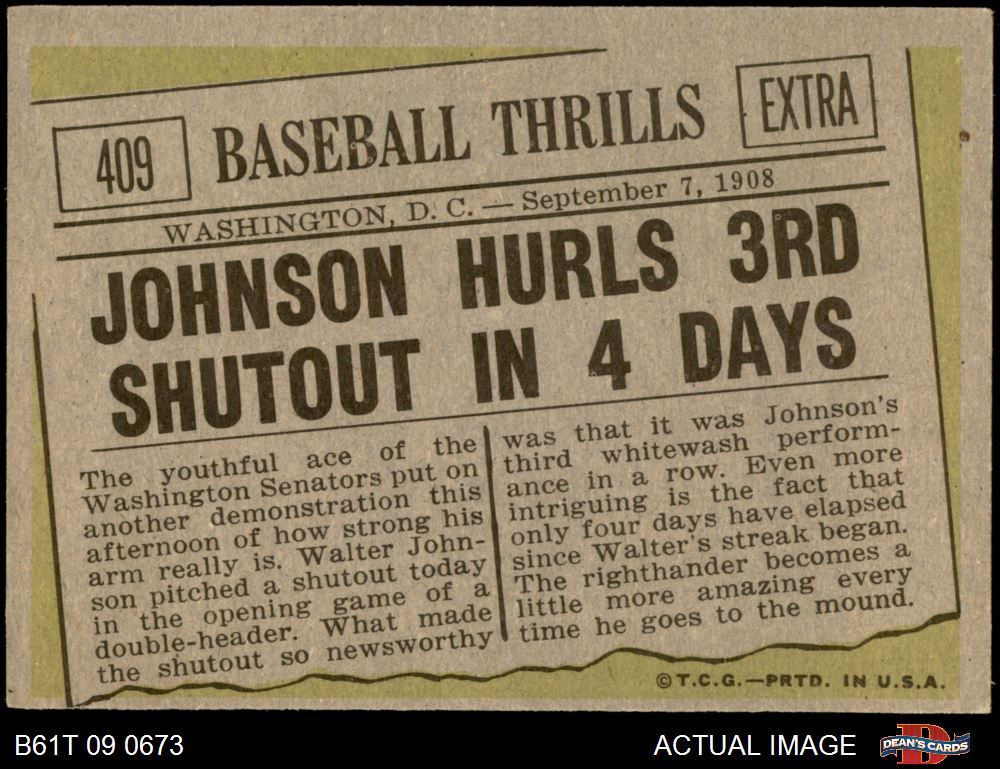 409 BASEBALL THRILLS EXTRA
WASHINGTON, D. C. — September 7, 1908
JOHNSON HURLS 3RD
SHUTOUT IN 4 DAYS
The youthful ace of the
Washington Senators put on
another demonstration this
afternoon of how strong his
arm really is. Walter John-
son pitched a shutout today
in the opening game of a
double-header. What made
the shutout so newsworthy
was that it was Johnson's
third whitewash perform-
ance in a row. Even more
intriguing is the fact that
only four days have elapsed
since Walter's streak began.
The righthander becomes a
little more amazing every
time he goes to the mound.
© T.C.G.—PRTD. IN U.S.A.
B61T 09 0673
ACTUAL IMAGE
DEAN'S CARDS